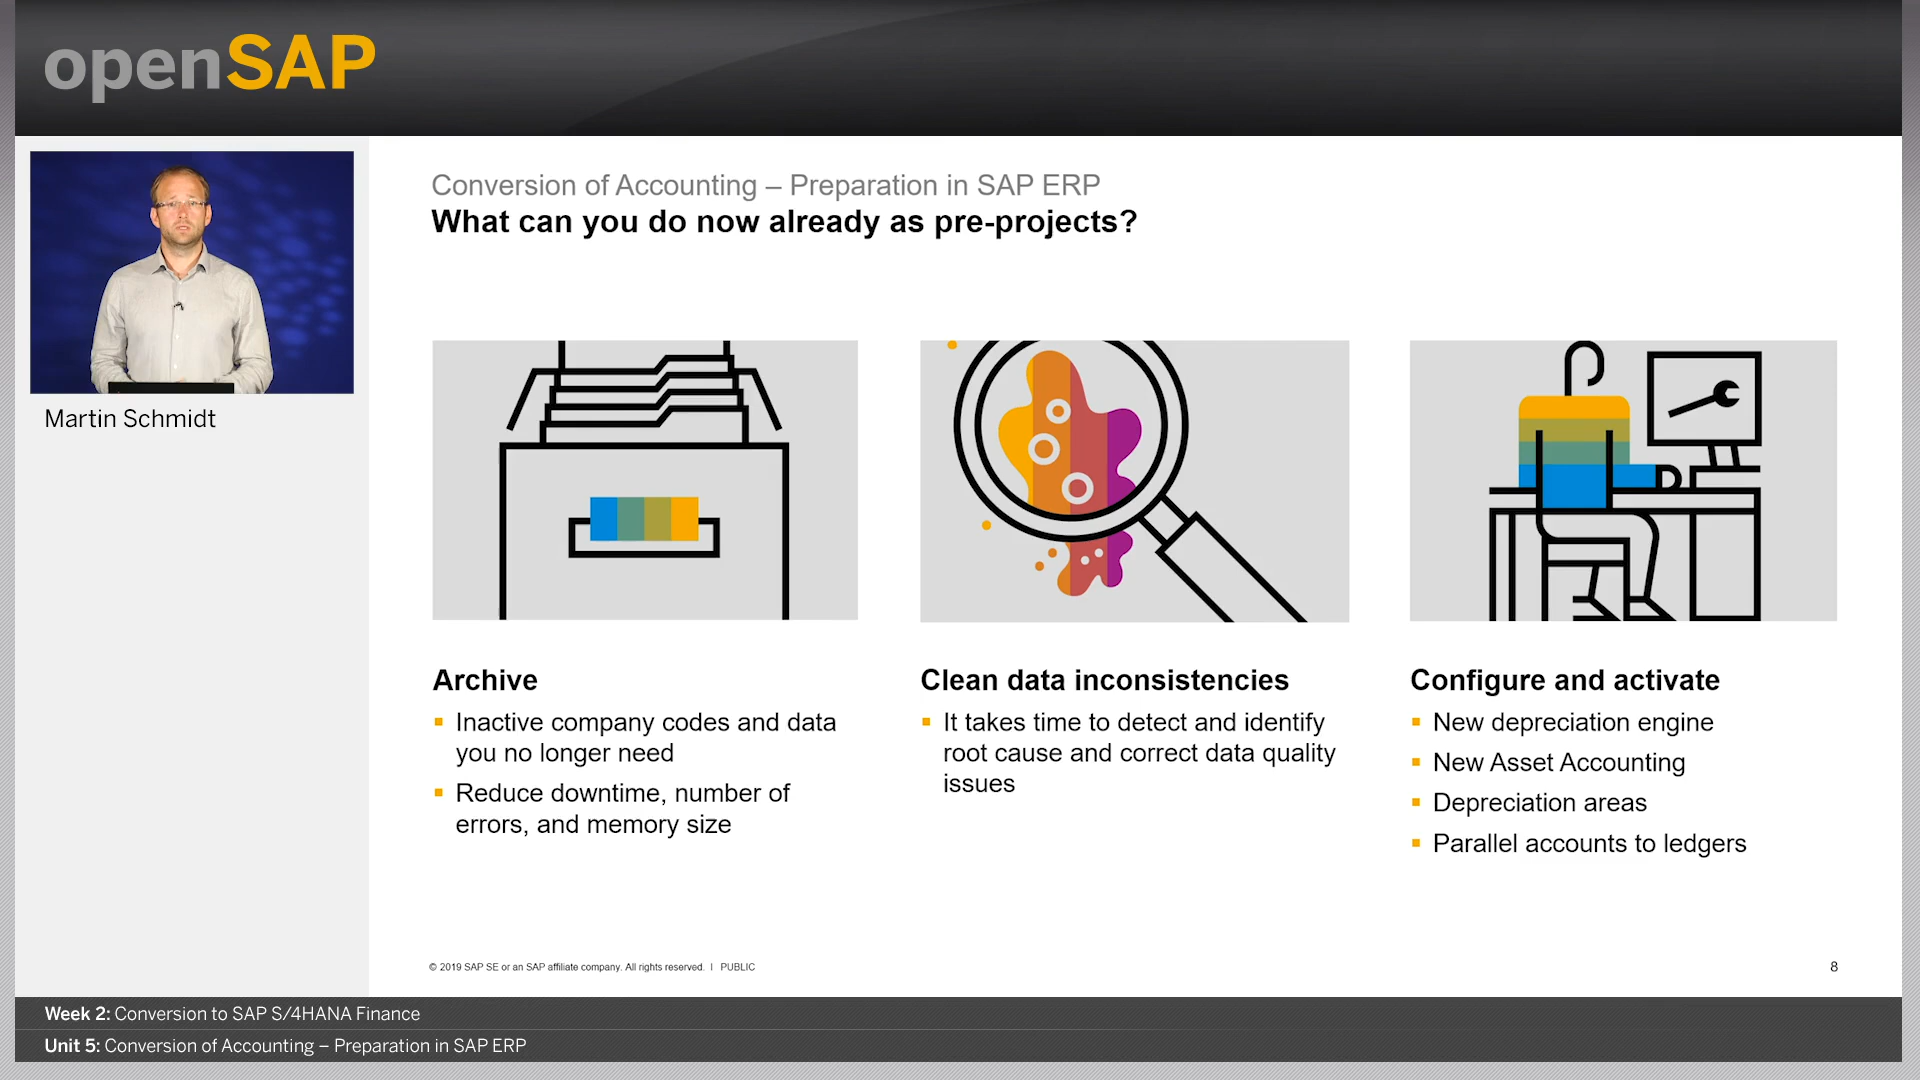 openSAP
Martin Schmidt
Conversion of Accounting – Preparation in SAP ERP
What can you do now already as pre-projects?
Archive
▪ Inactive company codes and data
you no longer need
▪ Reduce downtime, number of
errors, and memory size
Clean data inconsistencies
▪ It takes time to detect and identify
root cause and correct data quality
issues
Configure and activate
▪ New depreciation engine
▪ New Asset Accounting
▪ Depreciation areas
▪ Parallel accounts to ledgers
© 2019 SAP SE or an SAP affiliate company. All rights reserved. I PUBLIC
8
Week 2: Conversion to SAP S/4HANA Finance
Unit 5: Conversion of Accounting – Preparation in SAP ERP